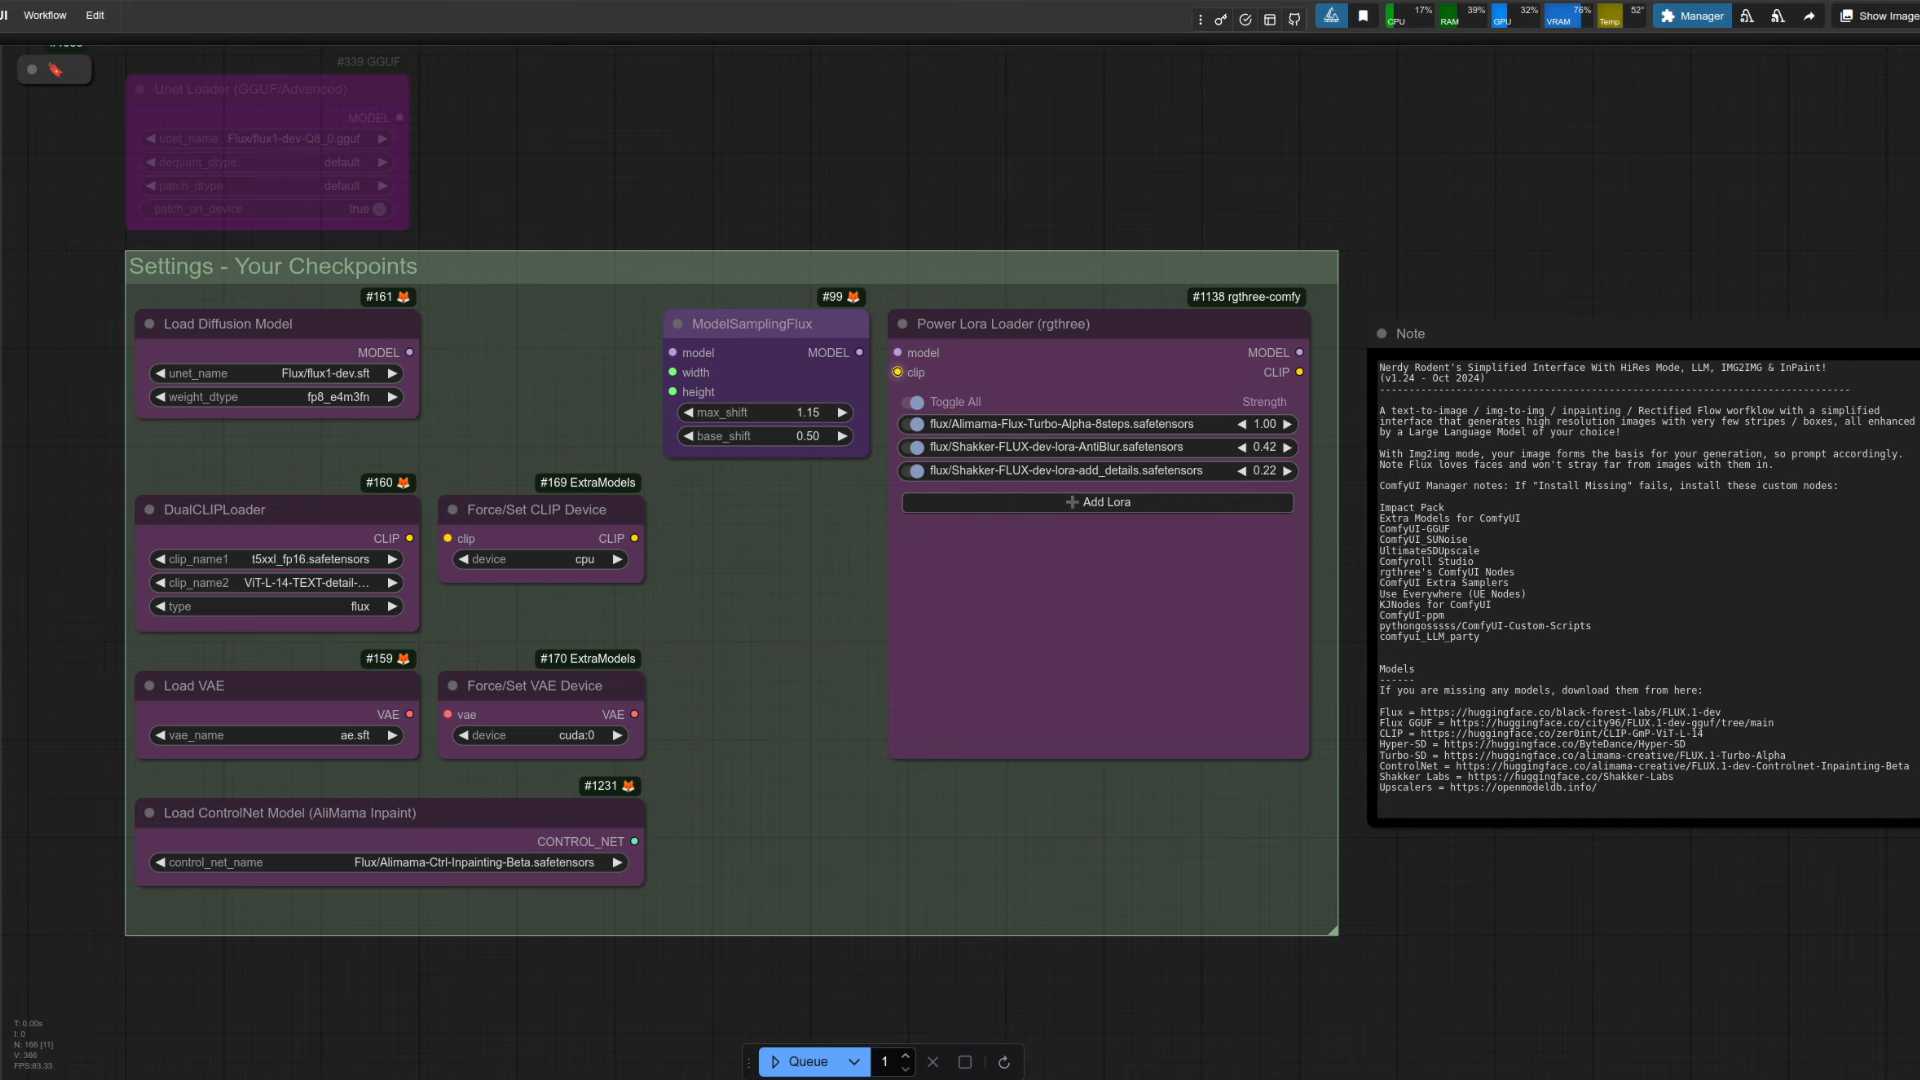 UI Workflow Edit
CPU 17% RAM 39% GPU 32% VRAM 76% Temp 52° Manager Show Image
#339 GGUF
Unet Loader (GGUF/Advanced)
MODEL
unet_name Flux/flux1-dev-Q8_0.gguf
dequant_dtype default
patch_dtype default
patch_on_device true
Settings - Your Checkpoints
#161
Load Diffusion Model
MODEL
unet_name Flux/flux1-dev.sft
weight_dtype fp8_e4m3fn
#99
ModelSamplingFlux
model MODEL
width
height
max_shift 1.15
base_shift 0.50
#1138 rgthree-comfy
Power Lora Loader (rgthree)
model MODEL
clip CLIP
Toggle All Strength
flux/Alimama-Flux-Turbo-Alpha-8steps.safetensors 1.00
flux/Shakker-FLUX-dev-lora-AntiBlur.safetensors 0.42
flux/Shakker-FLUX-dev-lora-add_details.safetensors 0.22
Add Lora
#160
DualCLIPLoader
CLIP
clip_name1 t5xxl_fp16.safetensors
clip_name2 ViT-L-14-TEXT-detail-...
type flux
#169 ExtraModels
Force/Set CLIP Device
clip CLIP
device cpu
#159
Load VAE
VAE
vae_name ae.sft
#170 ExtraModels
Force/Set VAE Device
vae VAE
device cuda:0
#1231
Load ControlNet Model (AliMama Inpaint)
CONTROL_NET
control_net_name Flux/Alimama-Ctrl-Inpainting-Beta.safetensors
Note
Nerdy Rodent's Simplified Interface With HiRes Mode, LLM, IMG2IMG & InPaint!
(v1.24 - Oct 2024)
--------------------------------------------------------------------------------
A text-to-image / img-to-img / inpainting / Rectified Flow worfklow with a simplified
interface that generates high resolution images with very few stripes / boxes, all enhanced
by a Large Language Model of your choice!
With Img2img mode, your image forms the basis for your generation, so prompt accordingly.
Note Flux loves faces and won't stray far from images with them in.
ComfyUI Manager notes: If "Install Missing" fails, install these custom nodes:
Impact Pack
Extra Models for ComfyUI
ComfyUI-GGUF
ComfyUI_SUNoise
UltimateSDUpscale
Comfyroll Studio
rgthree's ComfyUI Nodes
ComfyUI Extra Samplers
Use Everywhere (UE Nodes)
KJNodes for ComfyUI
ComfyUI-ppm
pythongosssss/ComfyUI-Custom-Scripts
comfyui_LLM_party
Models
------
If you are missing any models, download them from here:
Flux = https://huggingface.co/black-forest-labs/FLUX.1-dev
Flux GGUF = https://huggingface.co/city96/FLUX.1-dev-gguf/tree/main
CLIP = https://huggingface.co/zer0int/CLIP-GmP-ViT-L-14
Hyper-SD = https://huggingface.co/ByteDance/Hyper-SD
Turbo-SD = https://huggingface.co/alimama-creative/FLUX.1-Turbo-Alpha
ControlNet = https://huggingface.co/alimama-creative/FLUX.1-dev-Controlnet-Inpainting-Beta
Shakker Labs = https://huggingface.co/Shakker-Labs
Upscalers = https://openmodeldb.info/
T: 0.00s
I: 0
N: 166 [11]
V: 366
FPS:83.33
Queue 1